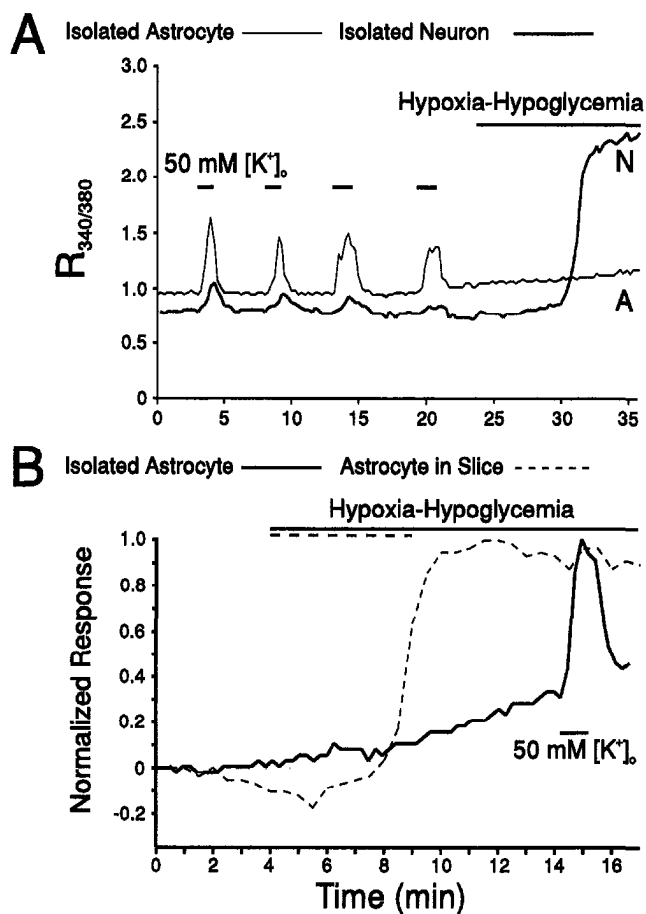 A
Isolated Astrocyte
Isolated Neuron
Hypoxia-Hypoglycemia
50 mM [K⁺]ₒ
N
A
R340/380
3.0
2.5
2.0
1.5
1.0
0.5
0
0 5 10 15 20 25 30 35
B
Isolated Astrocyte
Astrocyte in Slice
Hypoxia-Hypoglycemia
50 mM [K⁺]ₒ
Normalized Response
1.0
0.8
0.6
0.4
0.2
0
-0.2
0 2 4 6 8 10 12 14 16
Time (min)